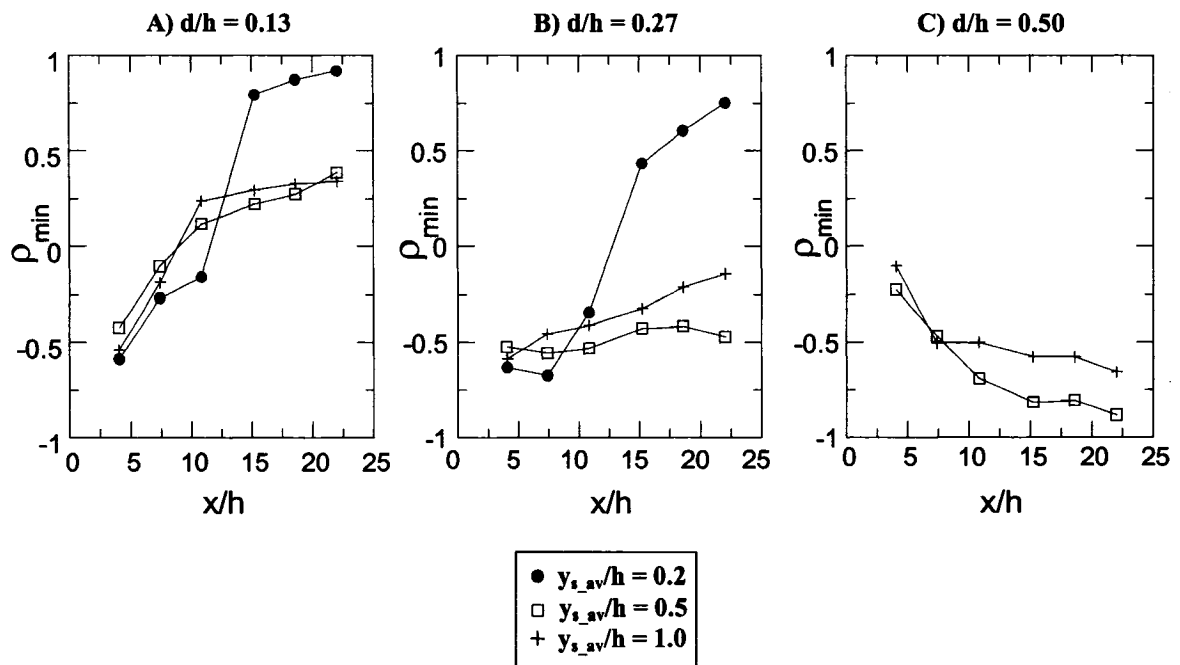 A) d/h = 0.13
B) d/h = 0.27
C) d/h = 0.50
1
0.5
0
-0.5
-1
ρmin
0 5 10 15 20 25
x/h
1
0.5
0
-0.5
-1
ρmin
0 5 10 15 20 25
x/h
1
0.5
0
-0.5
-1
ρmin
0 5 10 15 20 25
x/h
ys_av/h = 0.2
ys_av/h = 0.5
ys_av/h = 1.0